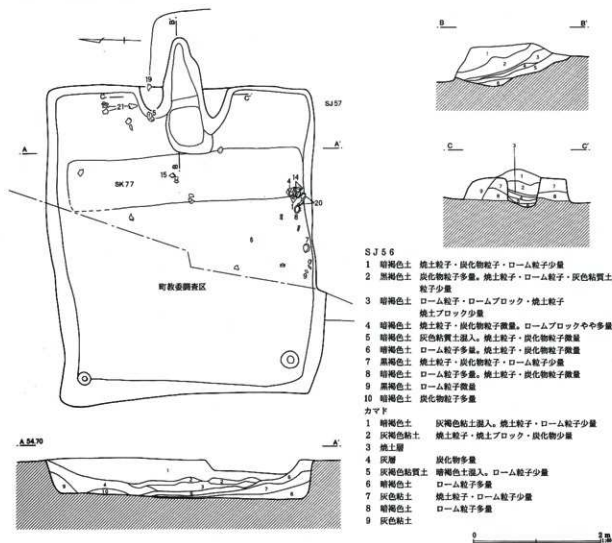 B B'
SJ57
19
21
A A'
SK77
15
4 14
1 20
8
6
町教委調査区
C C'
SJ56
1 暗褐色土 焼土粒子・炭化物粒子・ローム粒子少量
2 黒褐色土 炭化物粒子多量。焼土粒子・ローム粒子・灰色粘質土
粒子少量
3 暗褐色土 ローム粒子・ロームブロック・焼土粒子
焼土ブロック少量
4 暗褐色土 焼土粒子・炭化物粒子微量。ロームブロックやや多量
5 暗褐色土 灰色粘質土混入。焼土粒子・炭化物粒子微量
6 暗褐色土 ローム粒子多量。焼土粒子・炭化物粒子微量
7 黒褐色土 焼土粒子・炭化物粒子・ローム粒子少量
8 暗褐色土 ローム粒子多量。焼土粒子・炭化物粒子微量
9 黒褐色土 ローム粒子微量
10 暗褐色土 炭化物粒子多量
カマド
1 暗褐色土 灰褐色粘土混入。焼土粒子・ローム粒子少量
2 灰褐色粘土 焼土粒子・焼土ブロック・炭化物少量
3 焼土層
4 灰層 炭化物多量
5 灰褐色粘質土 暗褐色土混入。ローム粒子少量
6 暗褐色土 ローム粒子多量
7 灰色粘土 焼土粒子・ローム粒子少量
8 暗褐色土 ローム粒子多量
9 灰色粘土
A 54.70 A'
0 2m